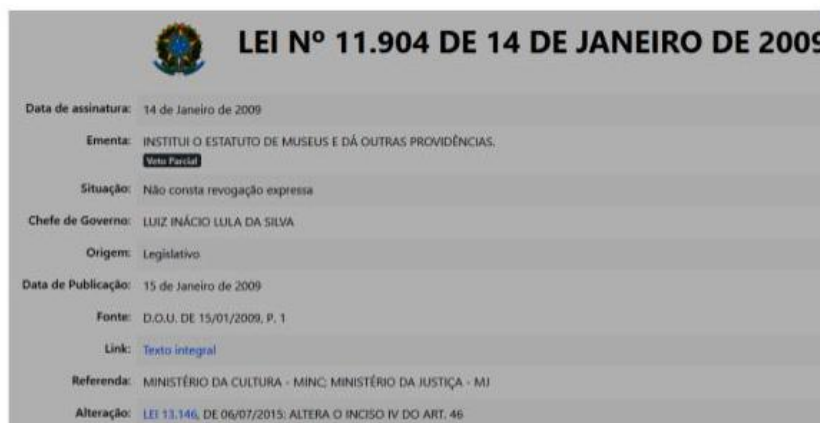 LEI Nº 11.904 DE 14 DE JANEIRO DE 2009
Data de assinatura: 14 de Janeiro de 2009
Ementa: INSTITUI O ESTATUTO DE MUSEUS E DÁ OUTRAS PROVIDÊNCIAS.
Veto Parcial
Situação: Não consta revogação expressa
Chefe de Governo: LUIZ INÁCIO LULA DA SILVA
Origem: Legislativo
Data de Publicação: 15 de Janeiro de 2009
Fonte: D.O.U. DE 15/01/2009, P. 1
Link: Texto integral
Referenda: MINISTÉRIO DA CULTURA - MINC; MINISTÉRIO DA JUSTIÇA - MJ
Alteração: LEI 13.146, DE 06/07/2015: ALTERA O INCISO IV DO ART. 46